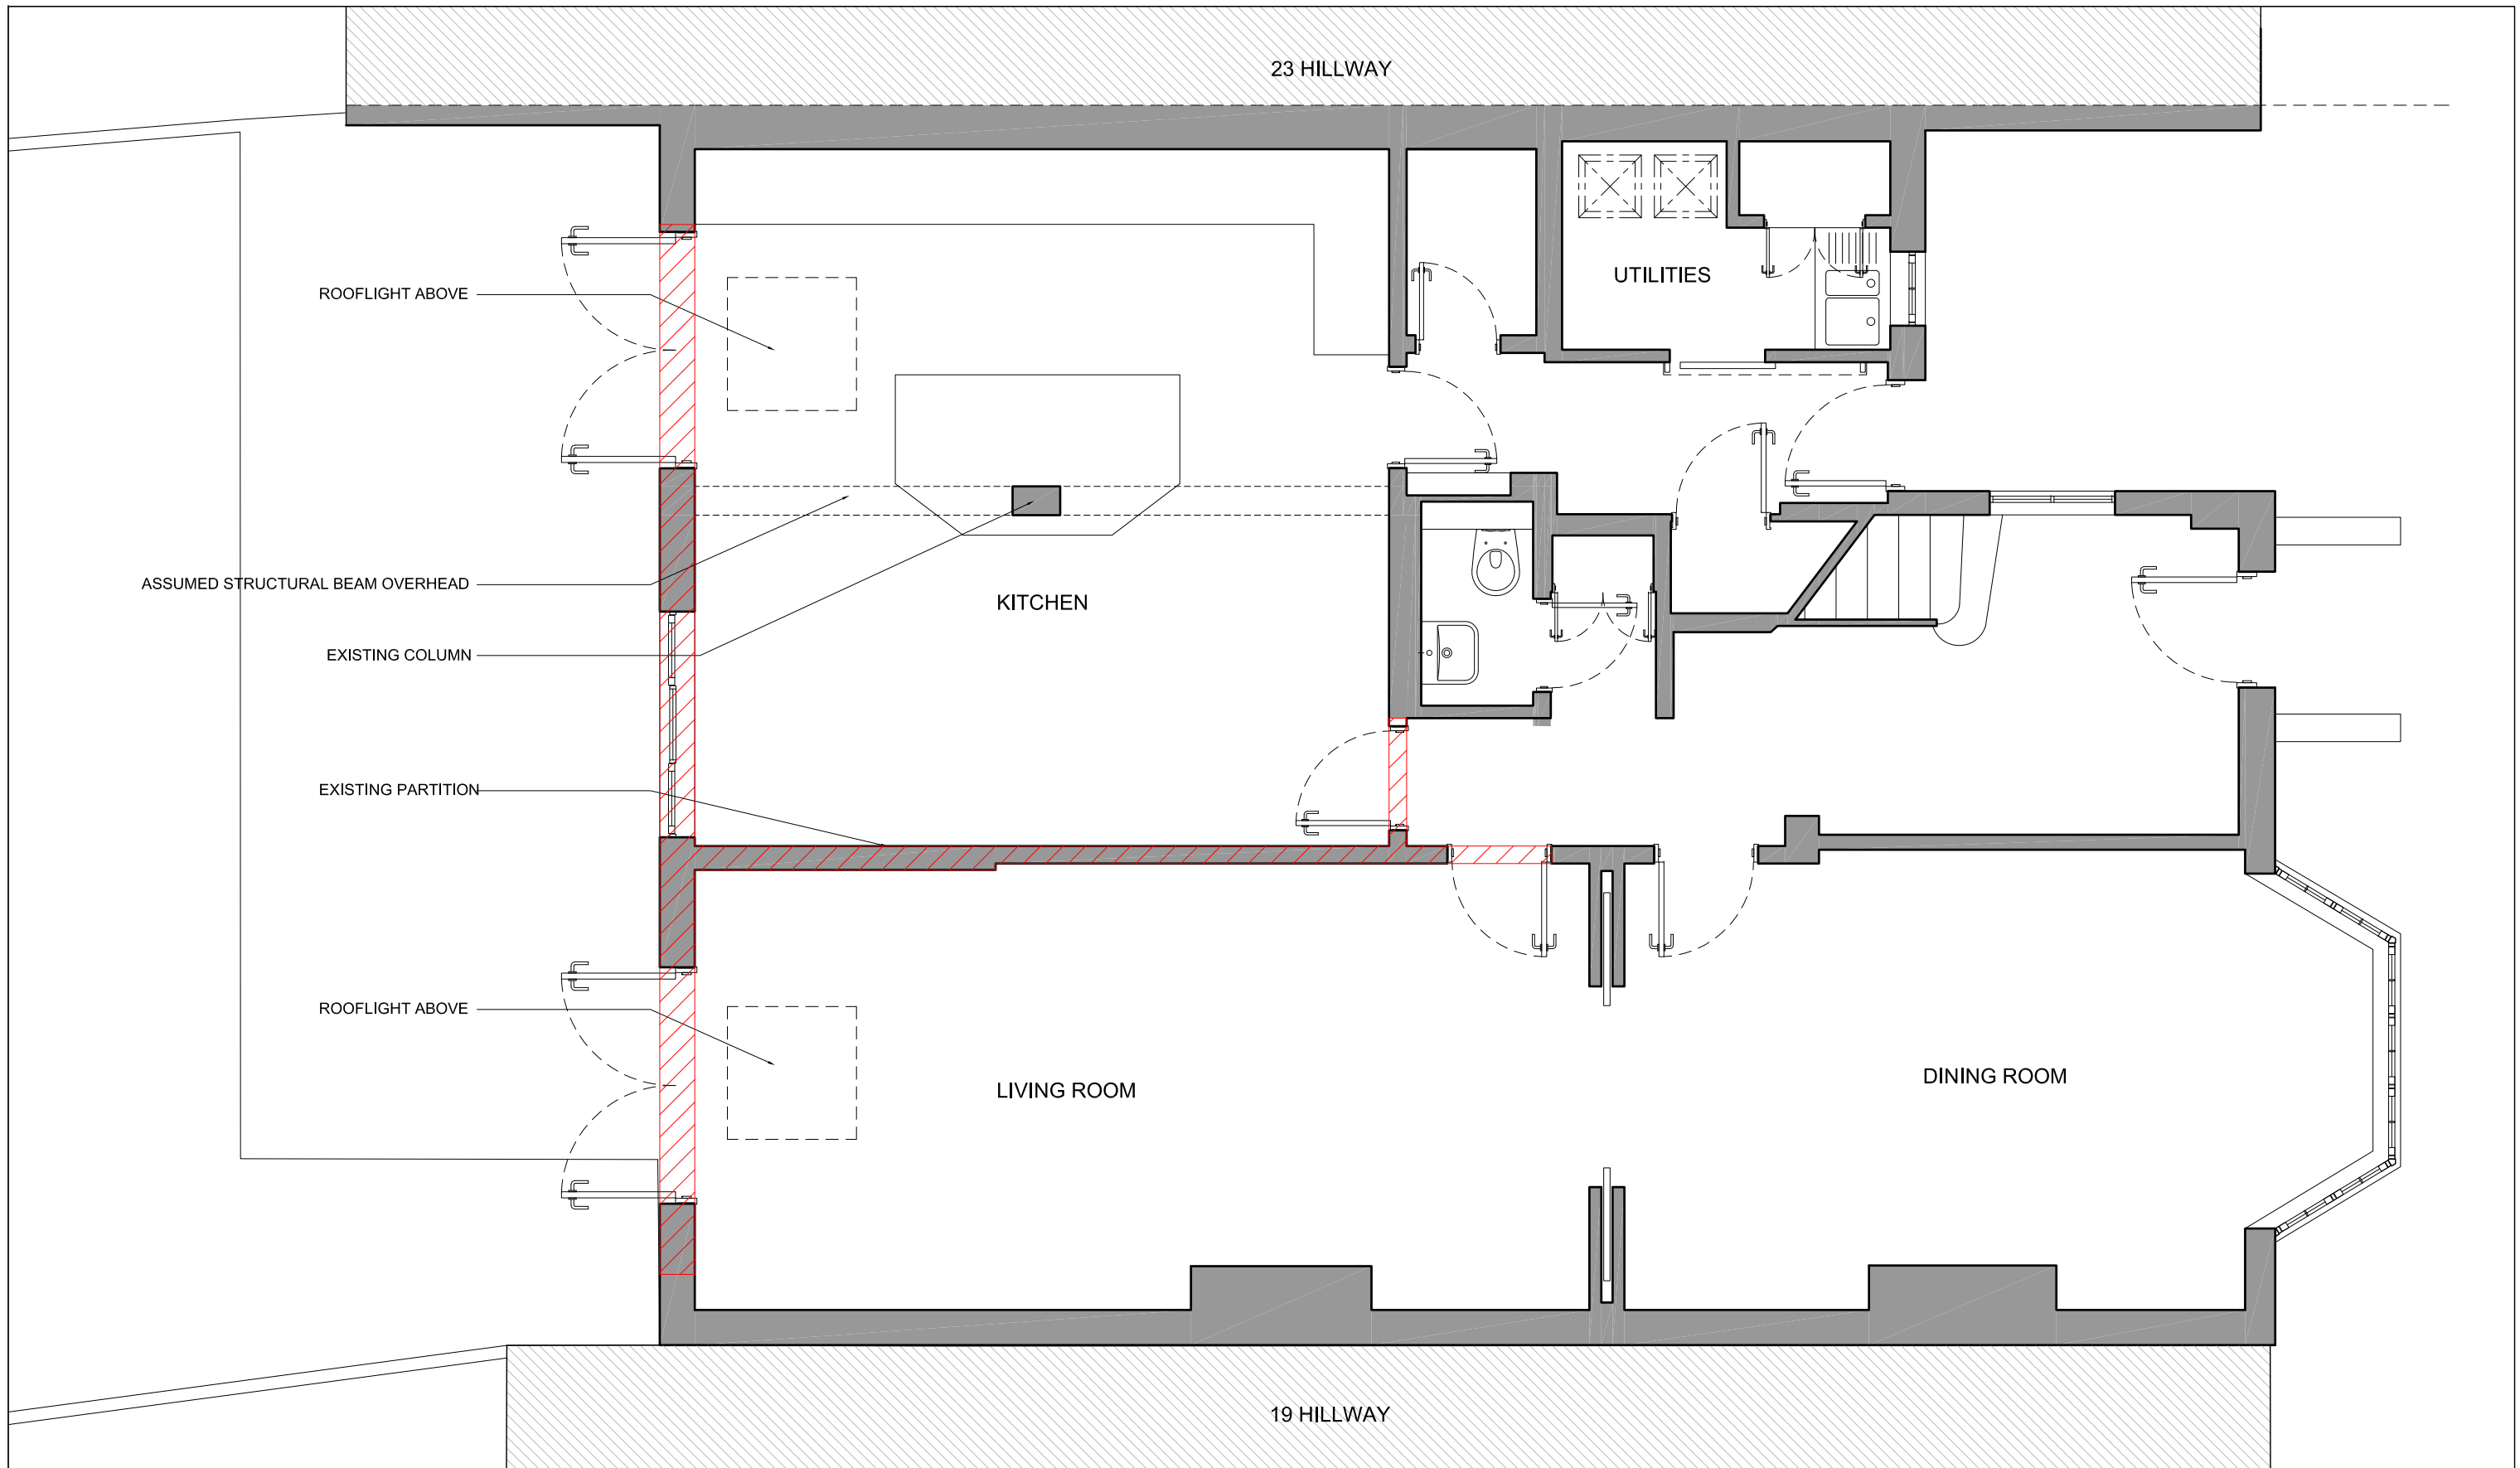 23 HILLWAY
UTILITIES
ROOFLIGHT ABOVE
ASSUMED STRUCTURAL BEAM OVERHEAD
KITCHEN
EXISTING COLUMN
EXISTING PARTITION
ROOFLIGHT ABOVE
LIVING ROOM
DINING ROOM
19 HILLWAY